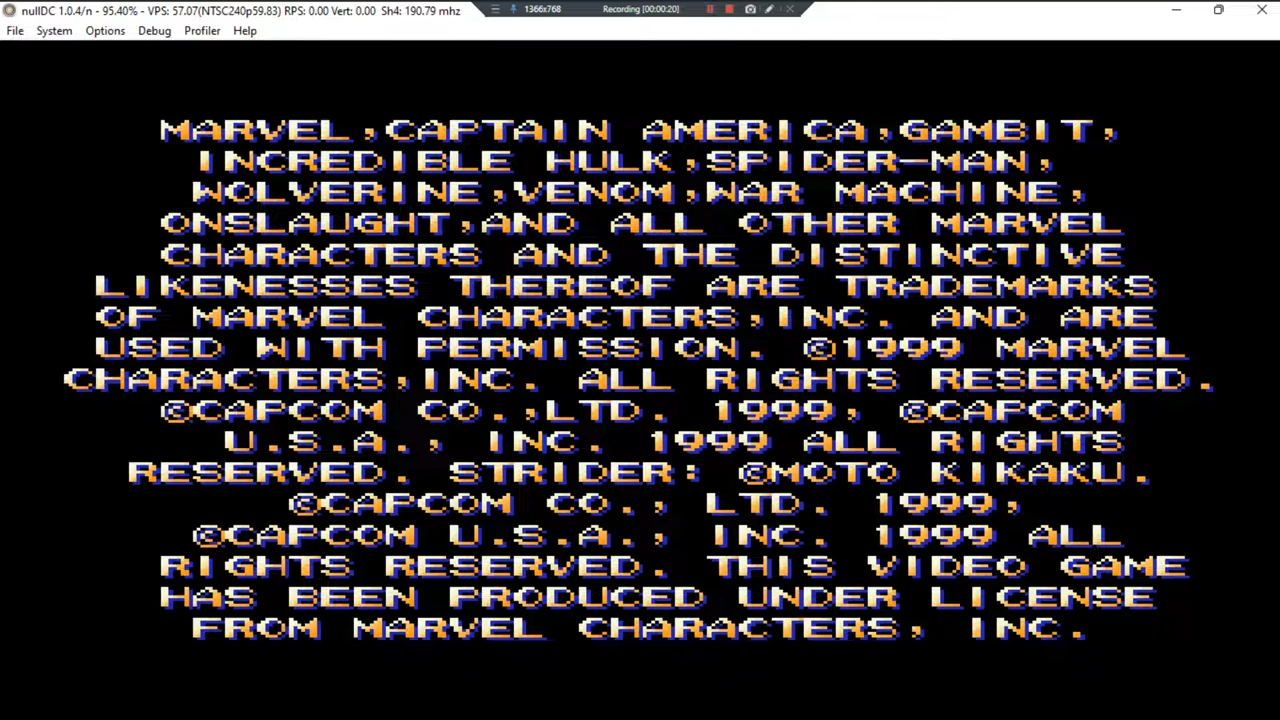 nullDC 1.0.4/n - 95.40% - VPS: 57.07(NTSC240p59.83) RPS: 0.00 Vert: 0.00 Sh4: 190.79 mhz
1366x768
Recording [00:00:20]
File System Options Debug Profiler Help
MARVEL,CAPTAIN AMERICA,GAMBIT,
INCREDIBLE HULK,SPIDER-MAN,
WOLVERINE,VENOM,WAR MACHINE,
ONSLAUGHT,AND ALL OTHER MARVEL
CHARACTERS AND THE DISTINCTIVE
LIKENESSES THEREOF ARE TRADEMARKS
OF MARVEL CHARACTERS,INC. AND ARE
USED WITH PERMISSION. ©1999 MARVEL
CHARACTERS,INC. ALL RIGHTS RESERVED.
©CAPCOM CO.,LTD. 1999, ©CAPCOM
U.S.A., INC. 1999 ALL RIGHTS
RESERVED. STRIDER: ©MOTO KIKAKU.
©CAPCOM CO., LTD. 1999,
©CAPCOM U.S.A., INC. 1999 ALL
RIGHTS RESERVED. THIS VIDEO GAME
HAS BEEN PRODUCED UNDER LICENSE
FROM MARVEL CHARACTERS, INC.